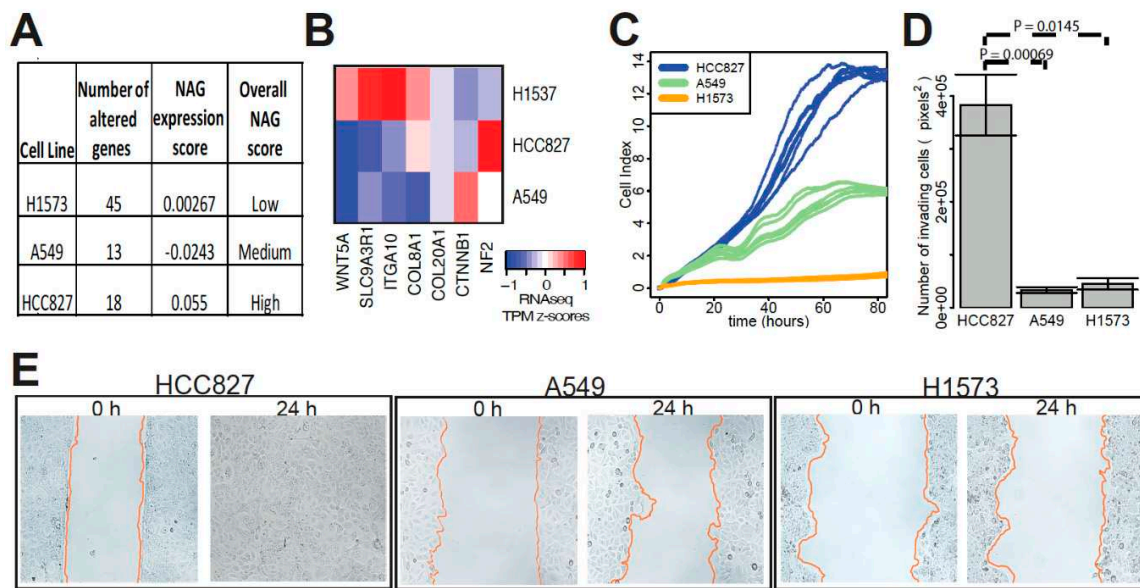 A
Cell Line
Number of
altered
genes
NAG
expression
score
Overall
NAG
score
H1573 45 0.00267 Low
A549 13 -0.0243 Medium
HCC827 18 0.055 High
B
H1537
HCC827
A549
WNT5A
SLC9A3R1
ITGA10
COL8A1
COL20A1
CTNNB1
NF2
−1 0 1
RNAseq
TPM z-scores
C
HCC827
A549
H1573
Cell Index
14
12
10
8
6
4
2
0
0 20 40 60 80
time (hours)
D
P = 0.0145
P = 0.00069
Number of invading cells ( pixels²)
4e+05
2e+05
0e+00
HCC827 A549 H1573
E
HCC827
0 h 24 h
A549
0 h 24 h
H1573
0 h 24 h